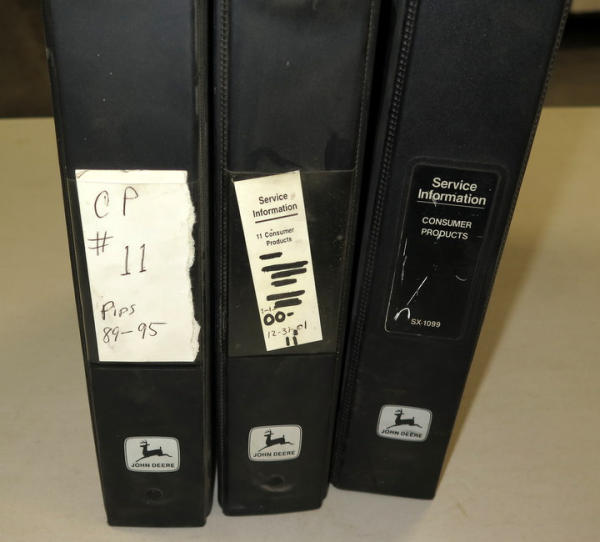 CP
# 11
PIPS
89-95
JOHN DEERE
Service
Information
11 Consumer
Products
12-31-01
11
JOHN DEERE
Service
Information
CONSUMER
PRODUCTS
SX-1099
JOHN DEERE